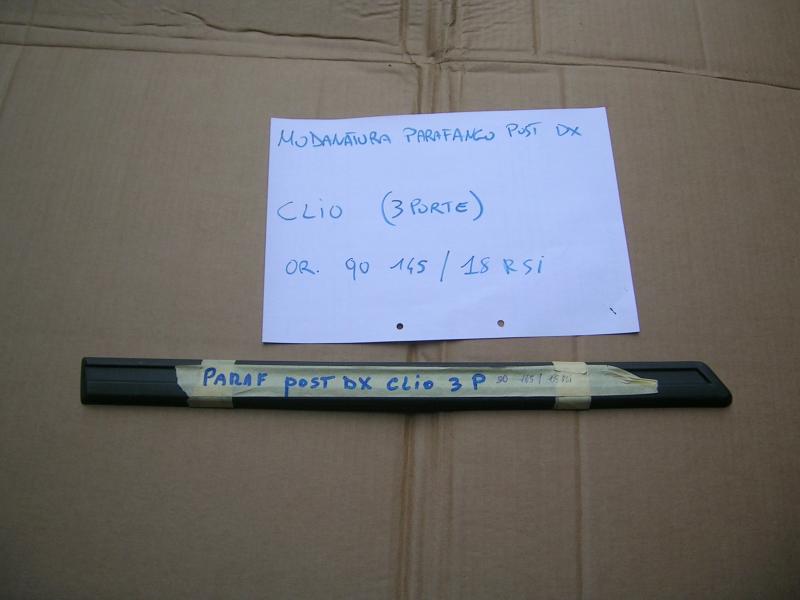 MODANATURA PARAFANGO POST DX
CLIO (3 PORTE)
OR. 90 145 / 18 RSi
PARAF POST DX CLIO 3 P 90 145 / 18 RSi